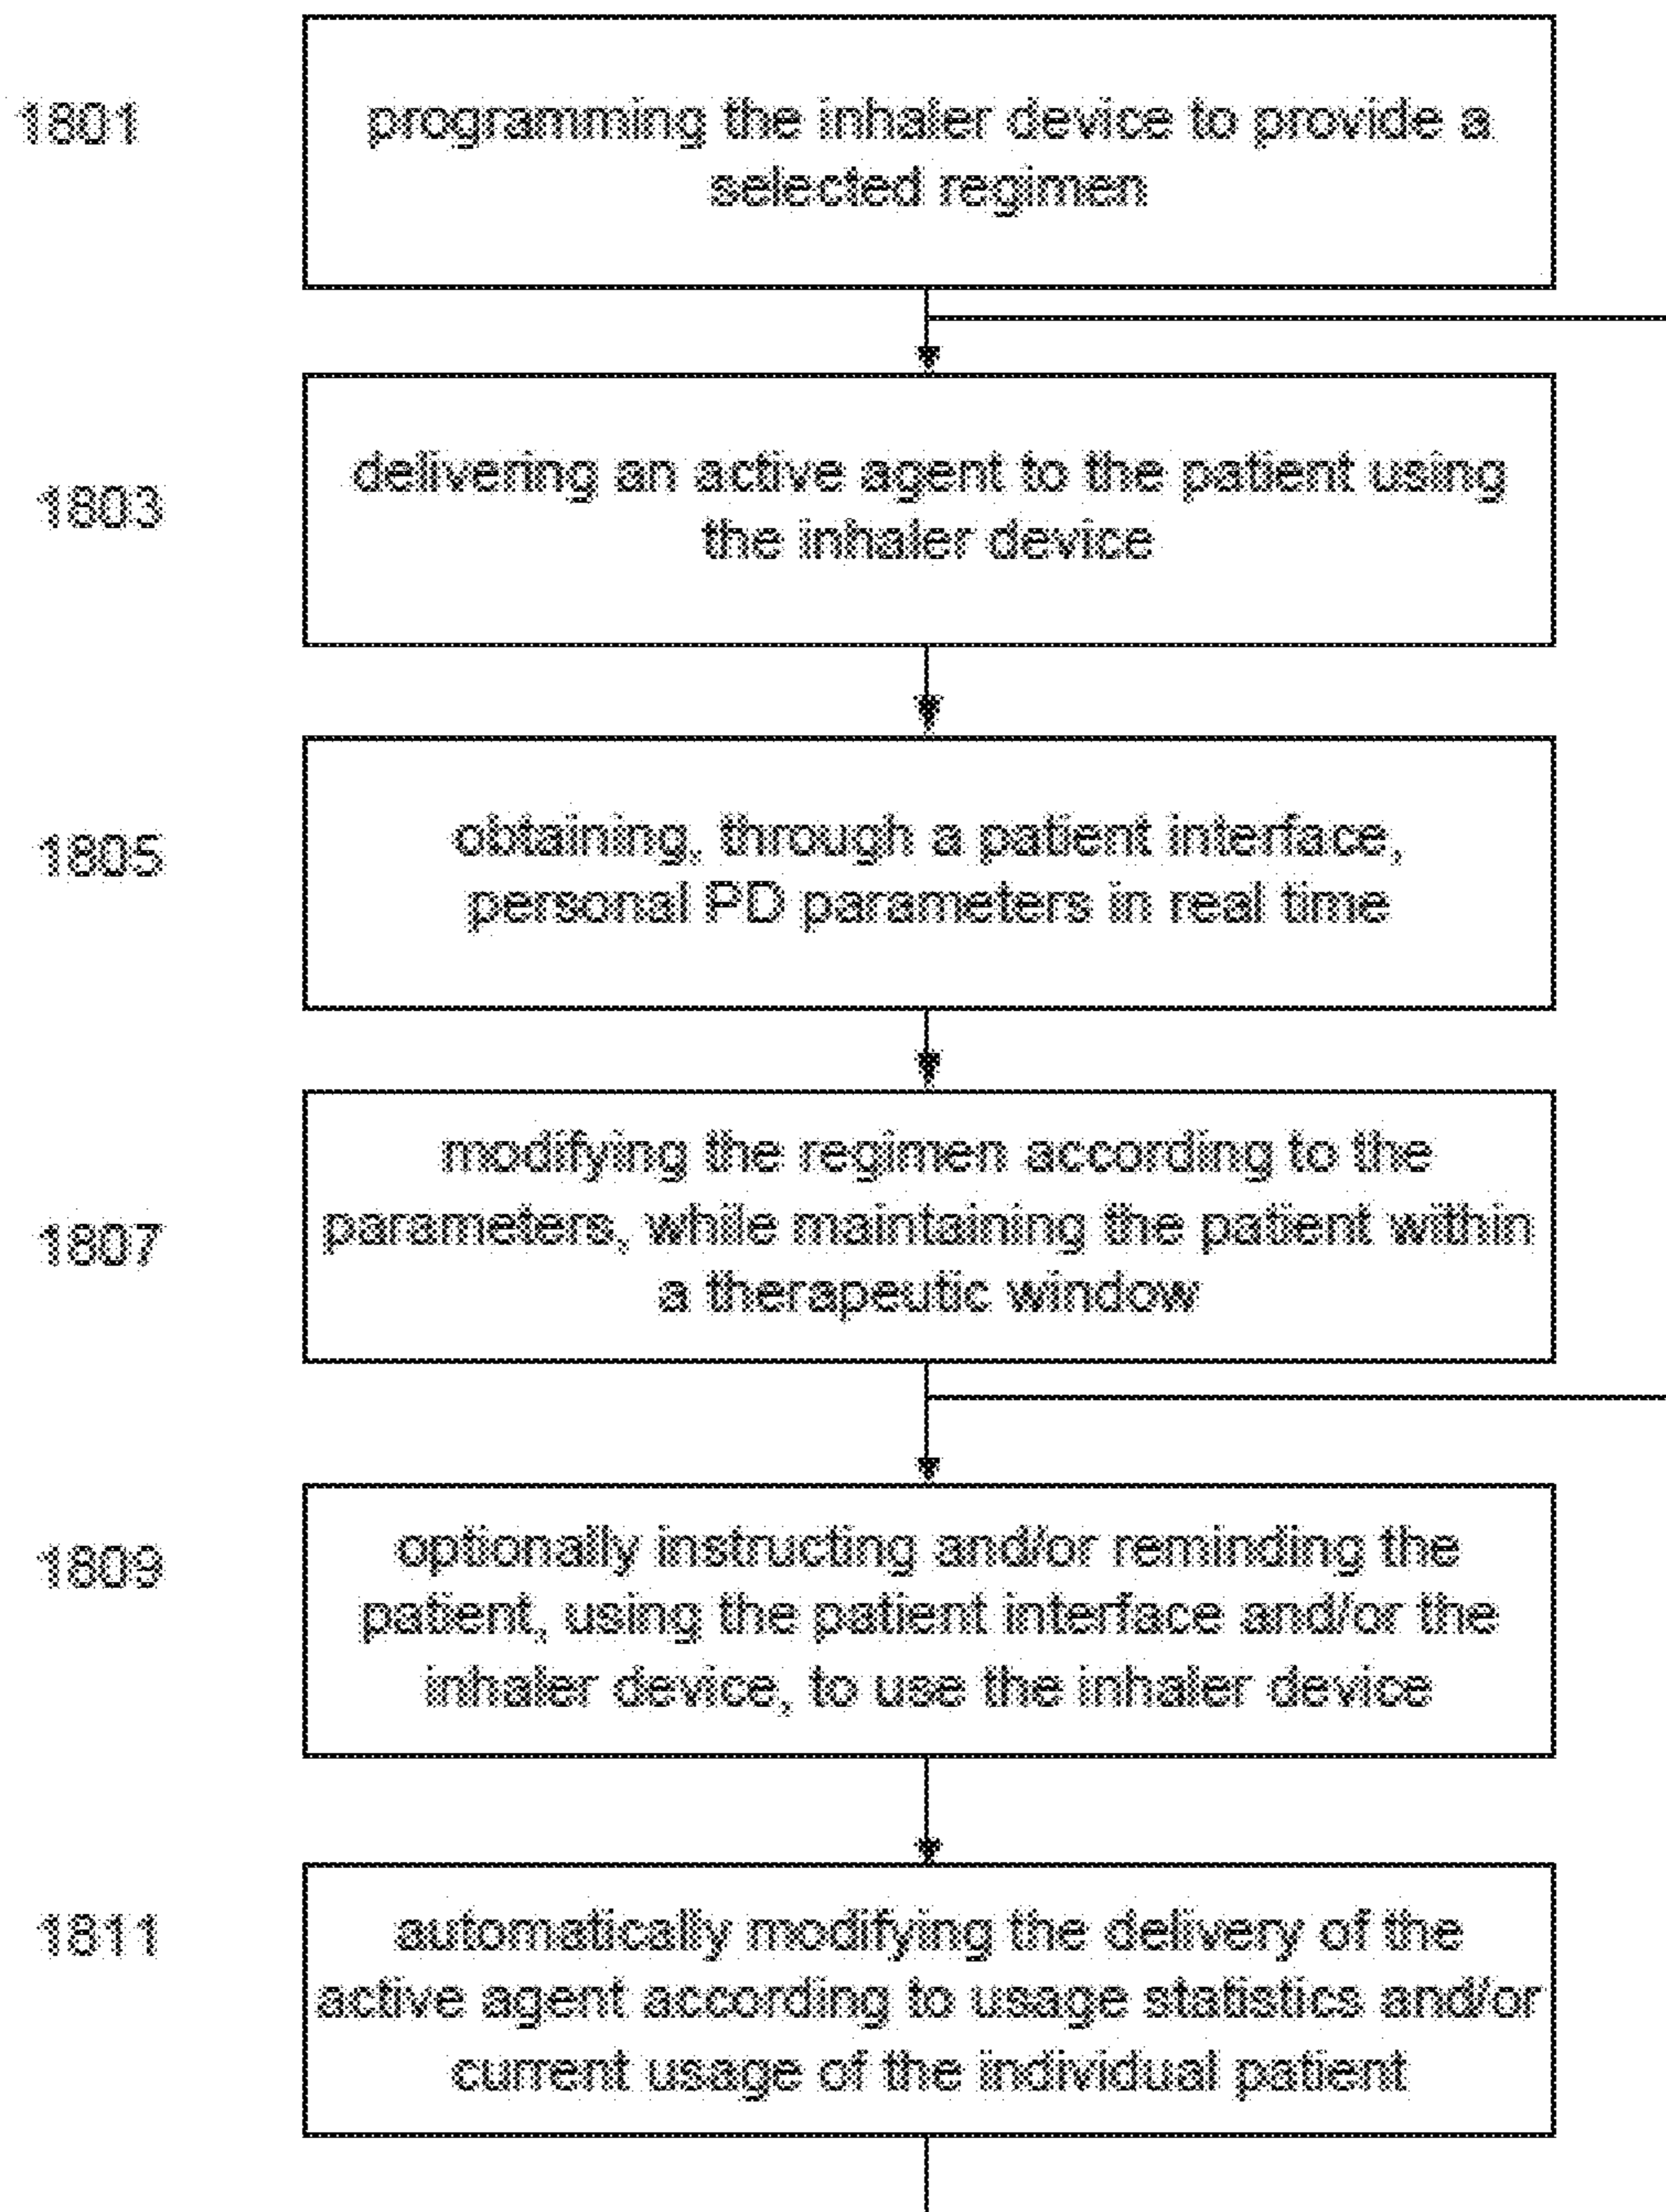 1801
programming the inhaler device to provide a
selected regimen
1803
delivering an active agent to the patient using
the inhaler device
1805
obtaining, through a patient interface,
personal PD parameters in real time
1807
modifying the regimen according to the
parameters, while maintaining the patient within
a therapeutic window
1809
optionally instructing and/or reminding the
patient, using the patient interface and/or the
inhaler device, to use the inhaler device
1811
automatically modifying the delivery of the
active agent according to usage statistics and/or
current usage of the individual patient